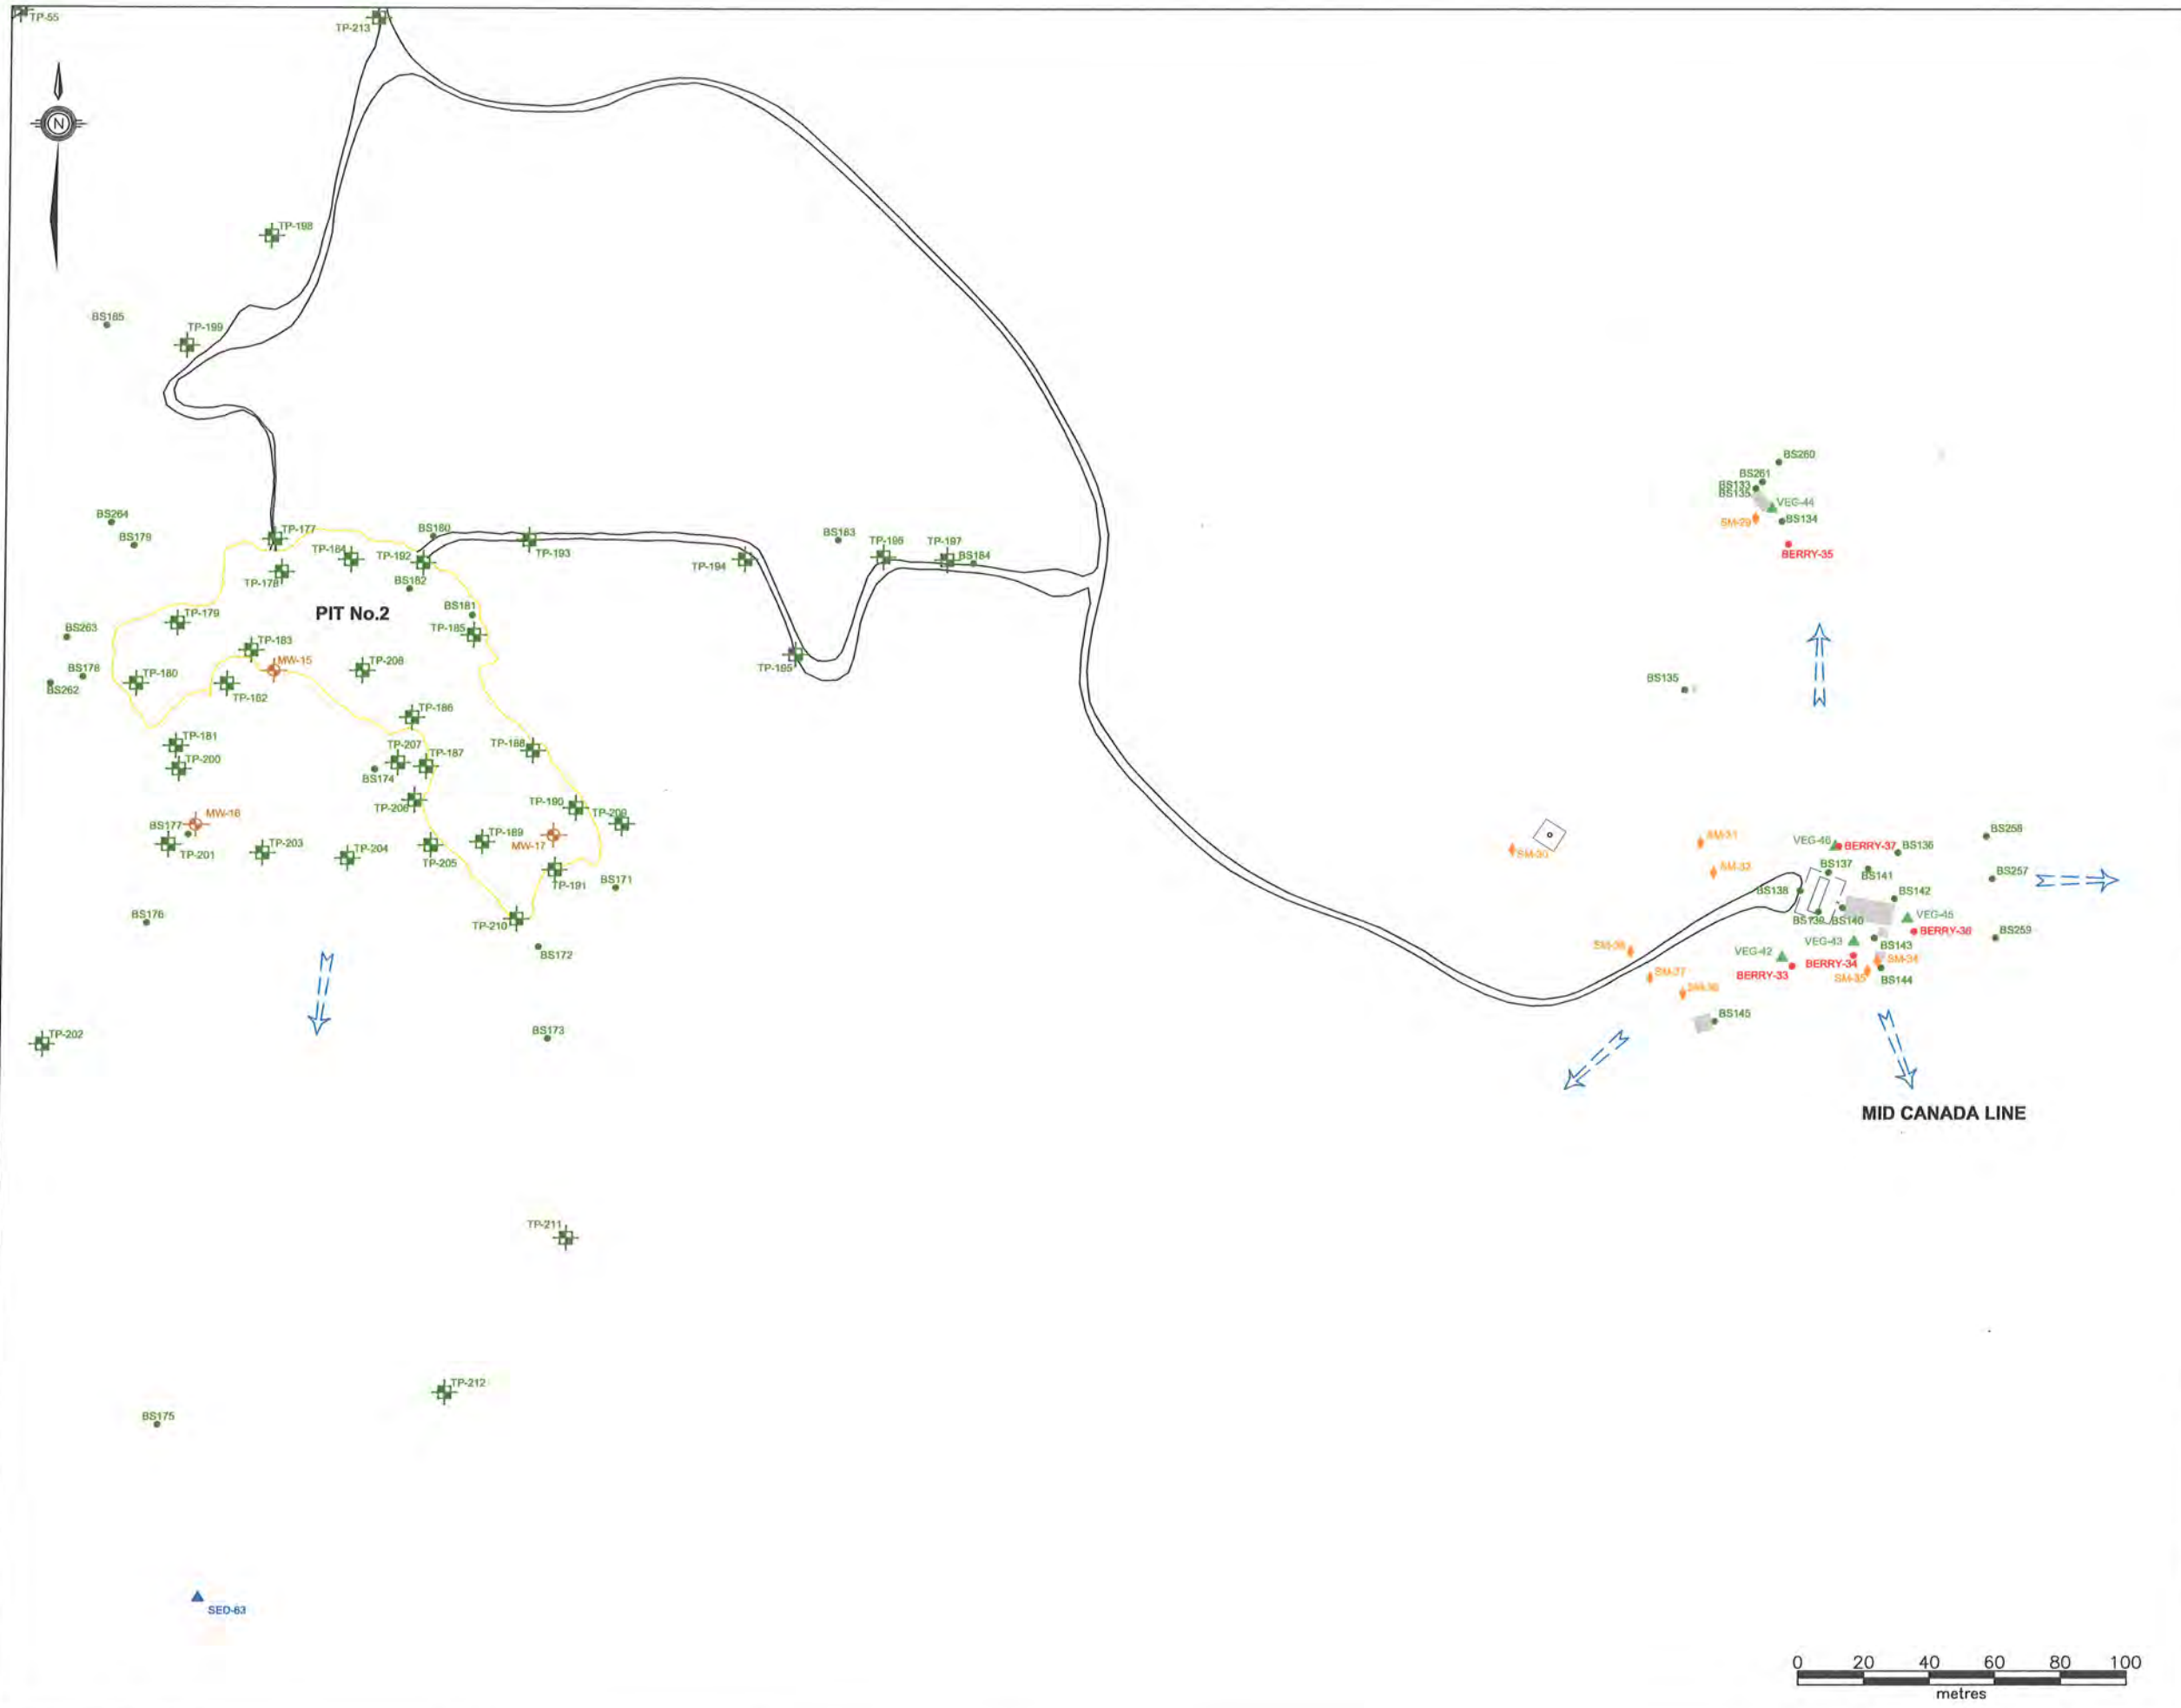 TP-55
TP-213
N
TP-198
BS185
TP-199
BS260
BS261
BS133
BS135
VEG-44
SM-29
BS134
BERRY-35
BS264
BS179
TP-177
TP-184
TP-178
BS180
TP-192
BS182
TP-193
TP-194
BS183
TP-196
TP-197
BS184
PIT No.2
TP-179
BS181
TP-185
BS263
TP-183
MW-15
TP-208
TP-195
BS178
BS262
TP-180
TP-182
BS135
TP-186
TP-181
TP-200
TP-207
TP-187
BS174
TP-188
TP-206
TP-190
TP-209
MW-16
BS177
TP-201
TP-203
TP-204
TP-205
TP-189
MW-17
TP-191
BS171
SM-30
SM-31
SM-32
VEG-46
BERRY-37
BS136
BS258
BS137
BS141
BS257
BS138
BS142
BS139
BS140
VEG-45
BERRY-36
BS259
BS176
TP-210
BS172
VEG-42
VEG-43
BS143
BERRY-33
BERRY-34
SM-34
SM-35
BS144
SM-37
BS145
TP-202
BS173
MID CANADA LINE
TP-211
TP-212
BS175
SED-63
0 20 40 60 80 100
metres